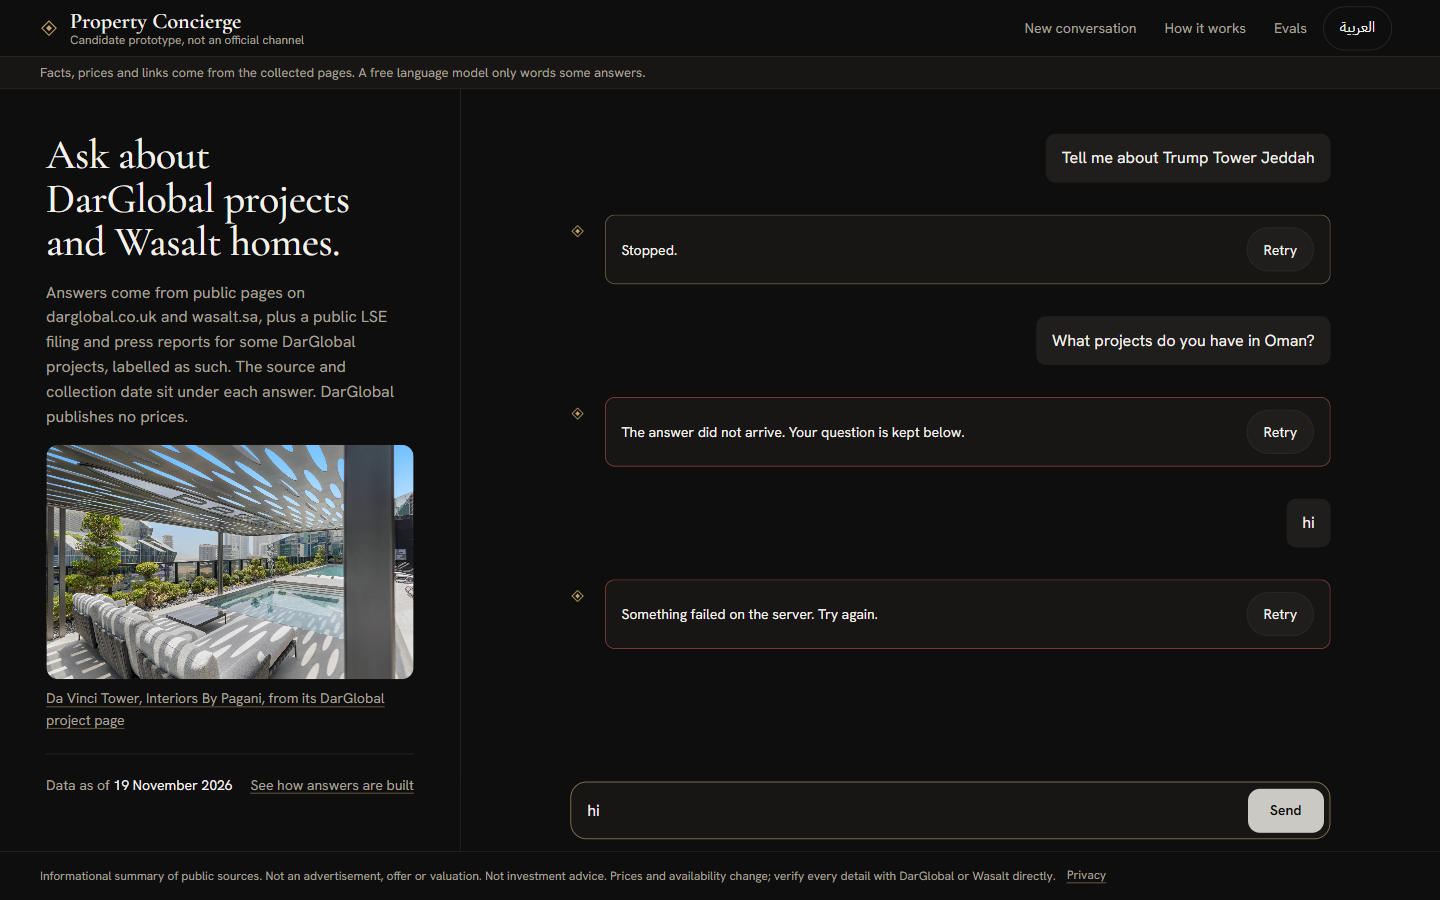 Property Concierge
Candidate prototype, not an official channel
New conversation
How it works
Evals
العربية
Facts, prices and links come from the collected pages. A free language model only words some answers.
Ask about
DarGlobal projects
and Wasalt homes.
Answers come from public pages on
darglobal.co.uk and wasalt.sa, plus a public LSE
filing and press reports for some DarGlobal
projects, labelled as such. The source and
collection date sit under each answer. DarGlobal
publishes no prices.
Da Vinci Tower, Interiors By Pagani, from its DarGlobal
project page
Data as of 19 November 2026
See how answers are built
Tell me about Trump Tower Jeddah
Stopped.
Retry
What projects do you have in Oman?
The answer did not arrive. Your question is kept below.
Retry
hi
Something failed on the server. Try again.
Retry
hi
Send
Informational summary of public sources. Not an advertisement, offer or valuation. Not investment advice. Prices and availability change; verify every detail with DarGlobal or Wasalt directly.
Privacy